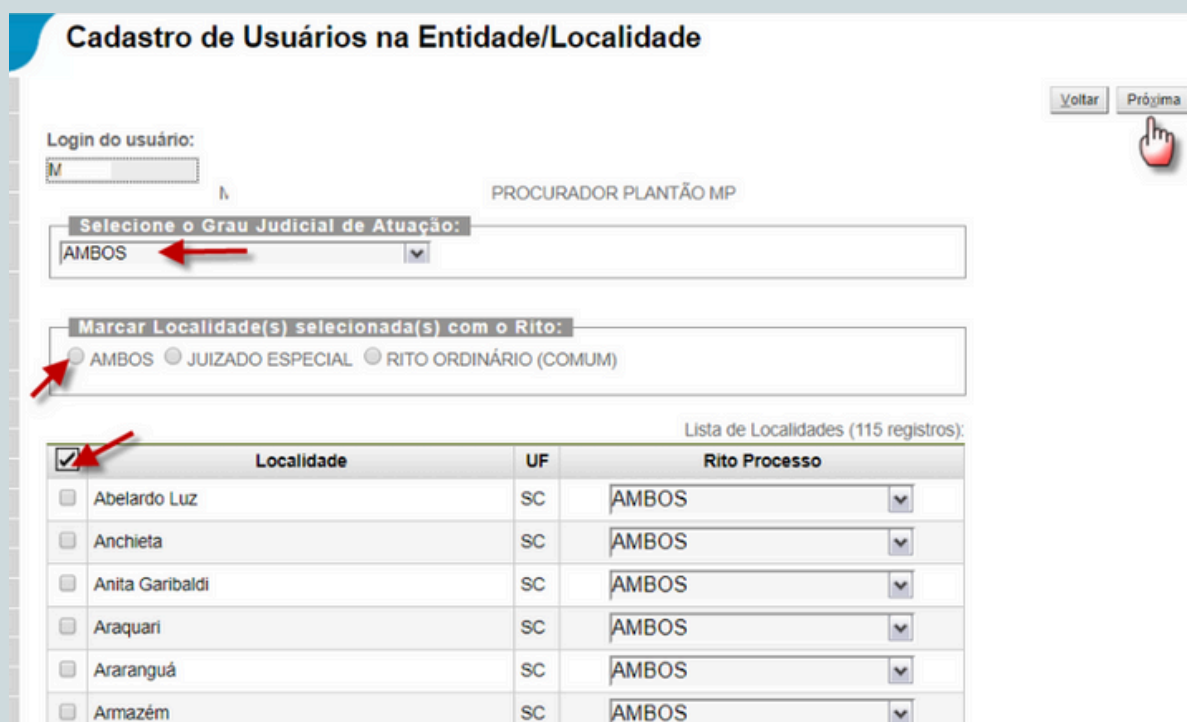 Cadastro de Usuários na Entidade/Localidade
Voltar Próxima
Login do usuário:
M
PROCURADOR PLANTÃO MP
Selecione o Grau Judicial de Atuação:
AMBOS
Marcar Localidade(s) selecionada(s) com o Rito:
AMBOS JUIZADO ESPECIAL RITO ORDINÁRIO (COMUM)
Lista de Localidades (115 registros):
Localidade UF Rito Processo
Abelardo Luz SC AMBOS
Anchieta SC AMBOS
Anita Garibaldi SC AMBOS
Araquari SC AMBOS
Araranguá SC AMBOS
Armazém SC AMBOS